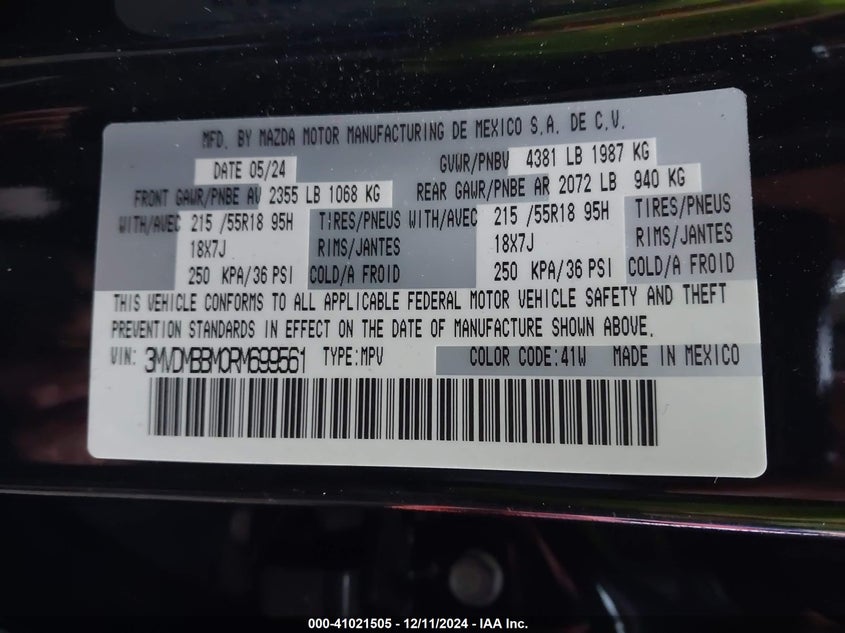 MFD. BY MAZDA MOTOR MANUFACTURING DE MEXICO S.A. DE C.V.
DATE 05/24 GVWR/PNBV 4381 LB 1987 KG
FRONT GAWR/PNBE AV 2355 LB 1068 KG REAR GAWR/PNBE AR 2072 LB 940 KG
WITH/AVEC 215 /55R18 95H TIRES/PNEUS WITH/AVEC 215 /55R18 95H TIRES/PNEUS
18X7J RIMS/JANTES 18X7J RIMS/JANTES
250 KPA/36 PSI COLD/A FROID 250 KPA/36 PSI COLD/A FROID
THIS VEHICLE CONFORMS TO ALL APPLICABLE FEDERAL MOTOR VEHICLE SAFETY AND THEFT
PREVENTION STANDARDS IN EFFECT ON THE DATE OF MANUFACTURE SHOWN ABOVE.
VIN: 3MVDMBBM0RM699561 TYPE:MPV COLOR CODE:41W MADE IN MEXICO
000-41021505 - 12/11/2024 - IAA Inc.